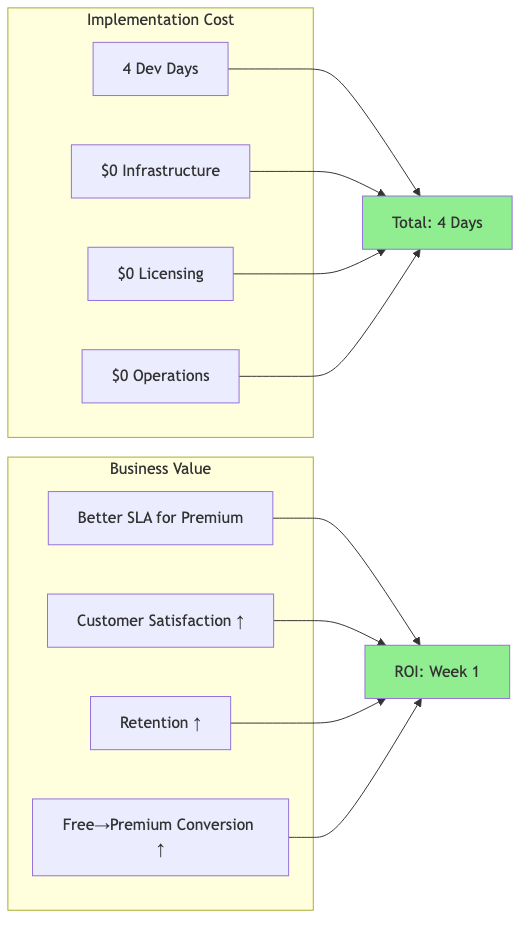 Implementation Cost
4 Dev Days
$0 Infrastructure
$0 Licensing
$0 Operations
Total: 4 Days
Business Value
Better SLA for Premium
Customer Satisfaction ↑
Retention ↑
Free→Premium Conversion
↑
ROI: Week 1